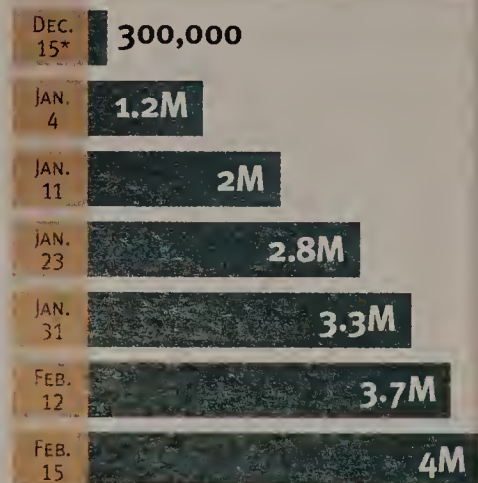 DEC.
15*
300,000
JAN.
4
1.2M
JAN.
11
2M
JAN.
23
2.8M
JAN.
31
3.3M
FEB.
12
3.7M
FEB.
15
4M